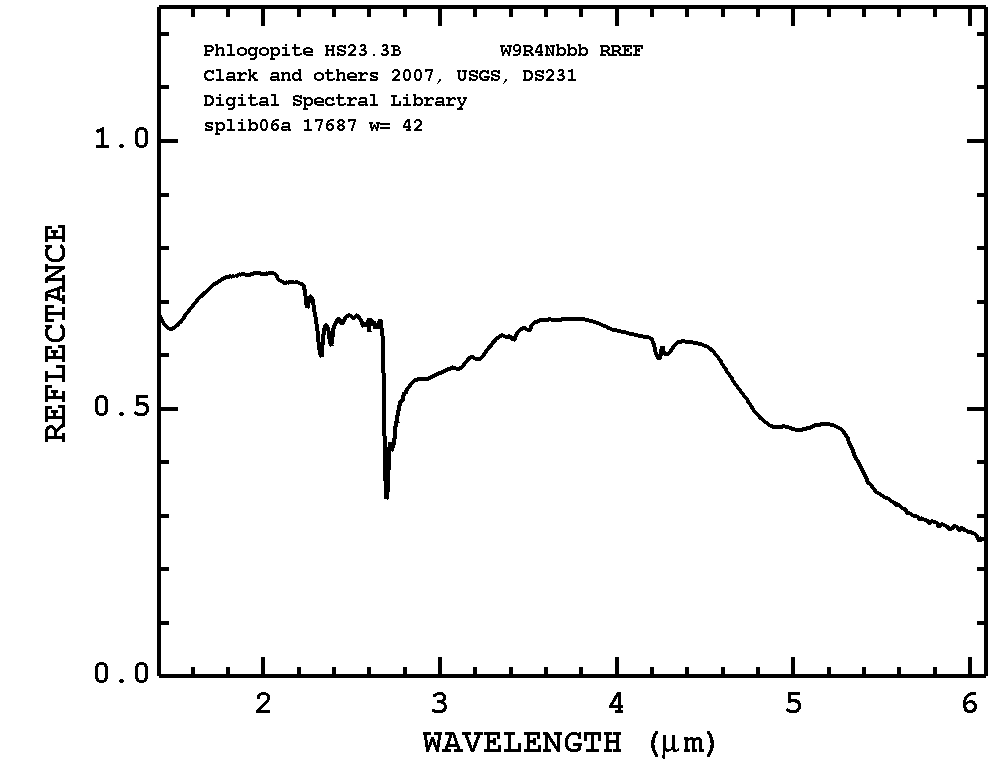 Phlogopite HS23.3B W9R4Nbbb RREF
Clark and others 2007, USGS, DS231
Digital Spectral Library
splib06a 17687 w= 42
1.0
0.5
0.0
REFLECTANCE
2 3 4 5 6
WAVELENGTH (μm)